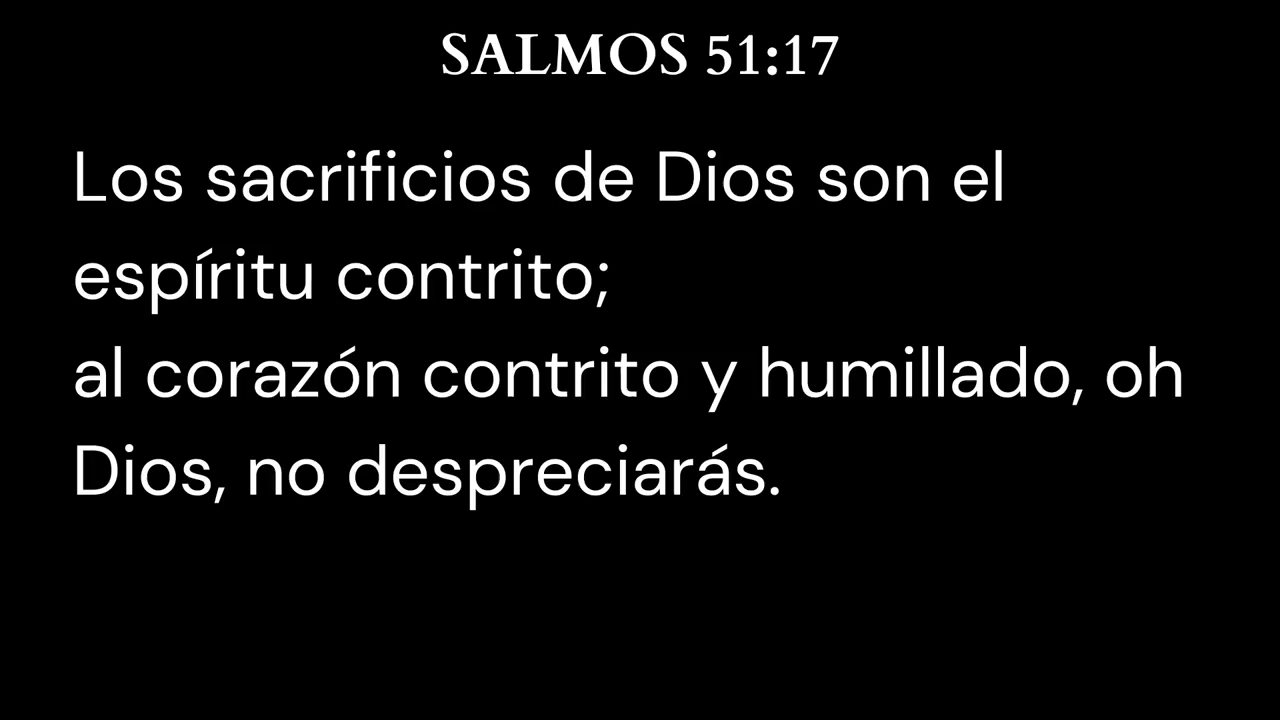 SALMOS 51:17
Los sacrificios de Dios son el
espíritu contrito;
al corazón contrito y humillado, oh
Dios, no despreciarás.